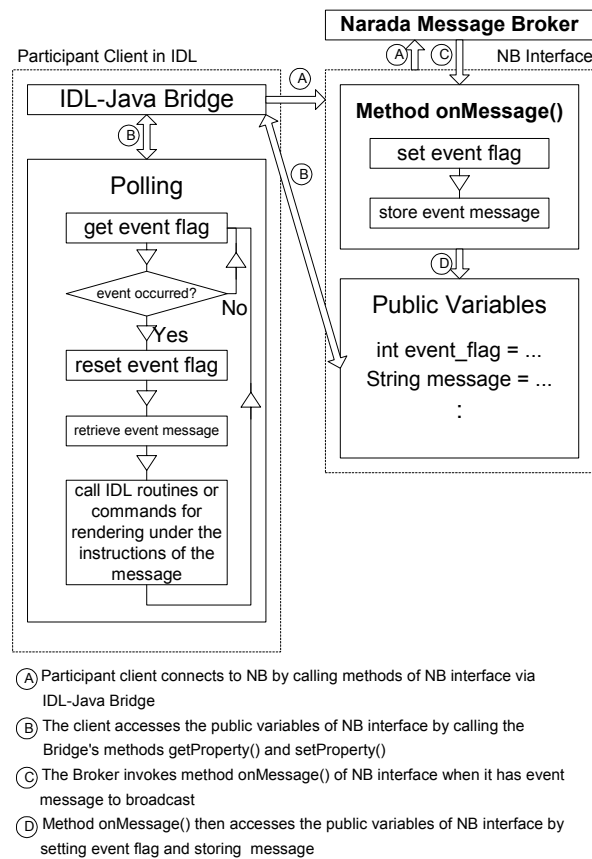 Narada Message Broker
Participant Client in IDL
A
C
NB Interface
IDL-Java Bridge
A
Method onMessage()
B
set event flag
store event message
B
Polling
get event flag
event occurred?
No
Yes
reset event flag
retrieve event message
call IDL routines or
commands for
rendering under the
instructions of the
message
D
Public Variables
int event_flag = ...
String message = ...
:
A Participant client connects to NB by calling methods of NB interface via
IDL-Java Bridge
B The client accesses the public variables of NB interface by calling the
Bridge's methods getProperty() and setProperty()
C The Broker invokes method onMessage() of NB interface when it has event
message to broadcast
D Method onMessage() then accesses the public variables of NB interface by
setting event flag and storing message